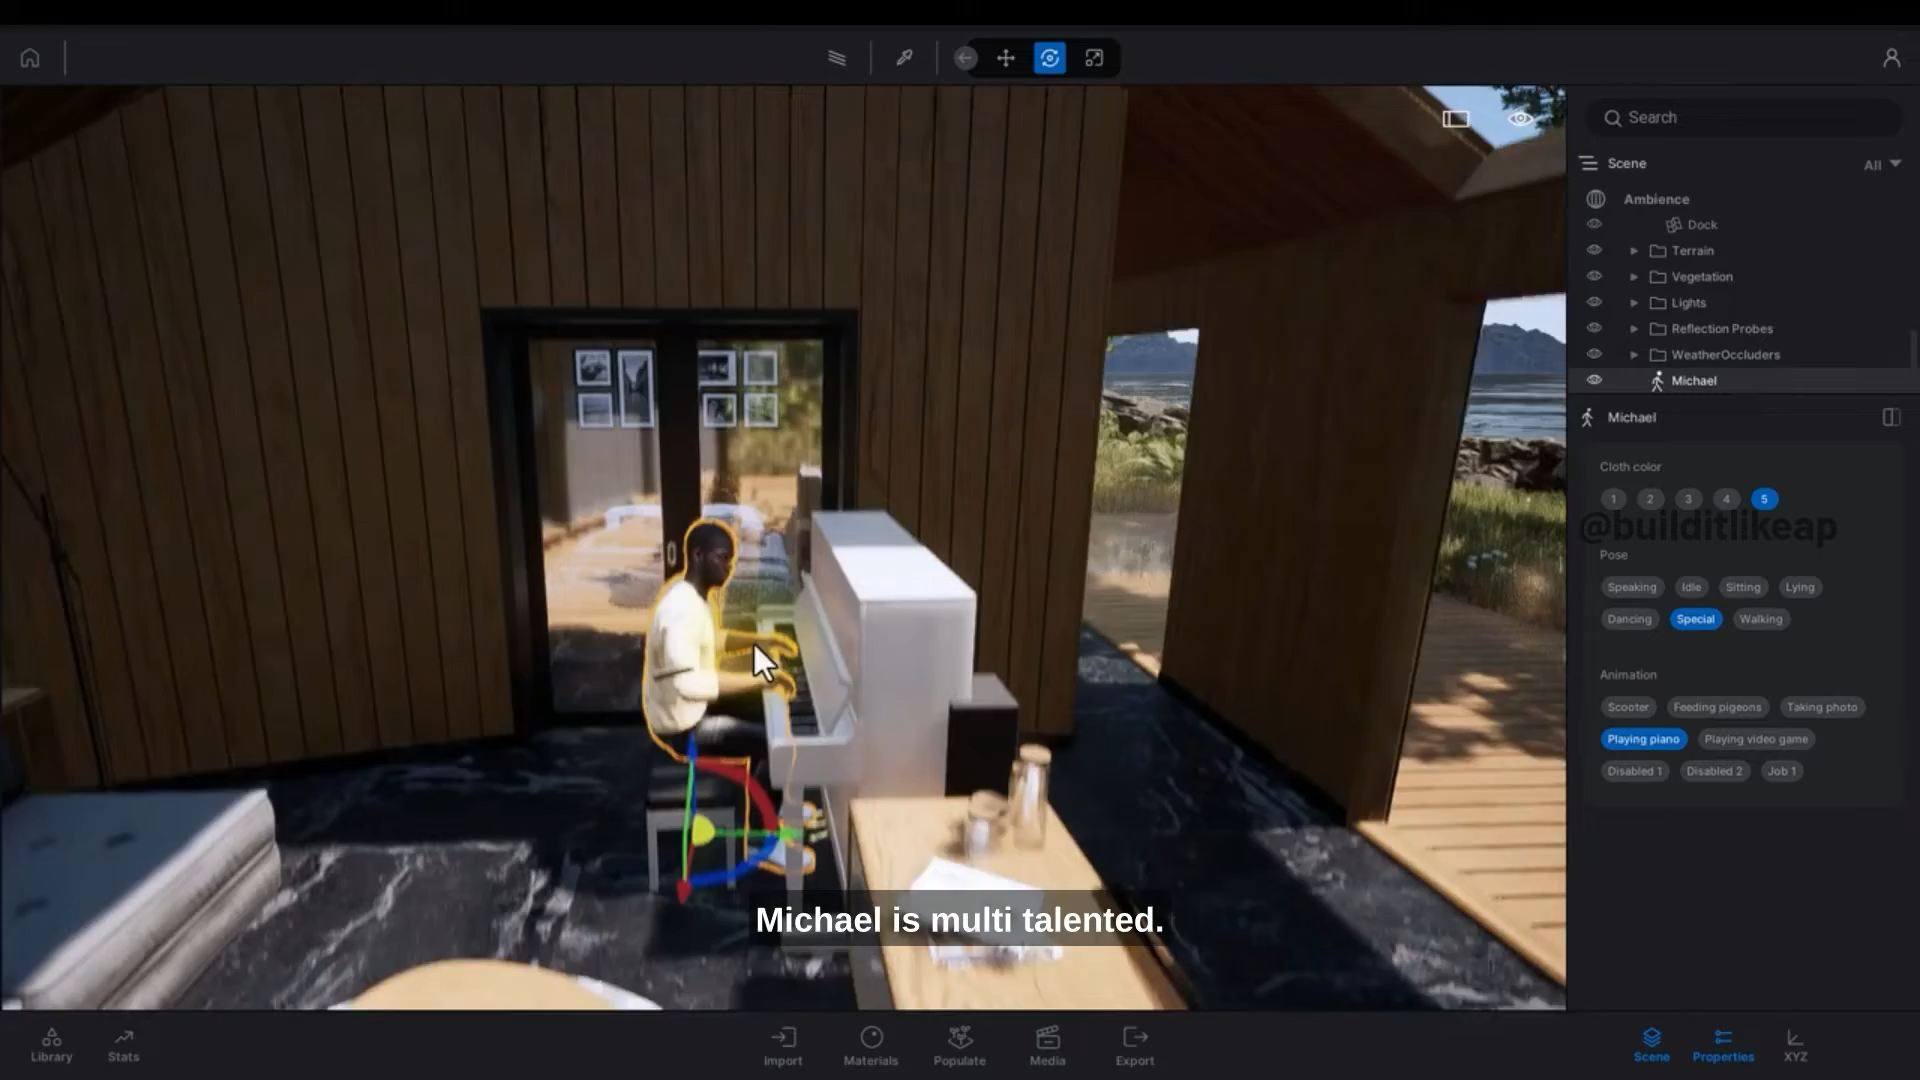 Search
Scene
All
Ambience
Dock
Terrain
Vegetation
Lights
Reflection Probes
WeatherOccluders
Michael
Michael
Cloth color
1 2 3 4 5
@builditlikeap
Pose
Speaking Idle Sitting Lying
Dancing Special Walking
Animation
Scooter Feeding pigeons Taking photo
Playing piano Playing video game
Disabled 1 Disabled 2 Job 1
Michael is multi talented.
Library Stats Import Materials Populate Media Export Scene Properties XYZ